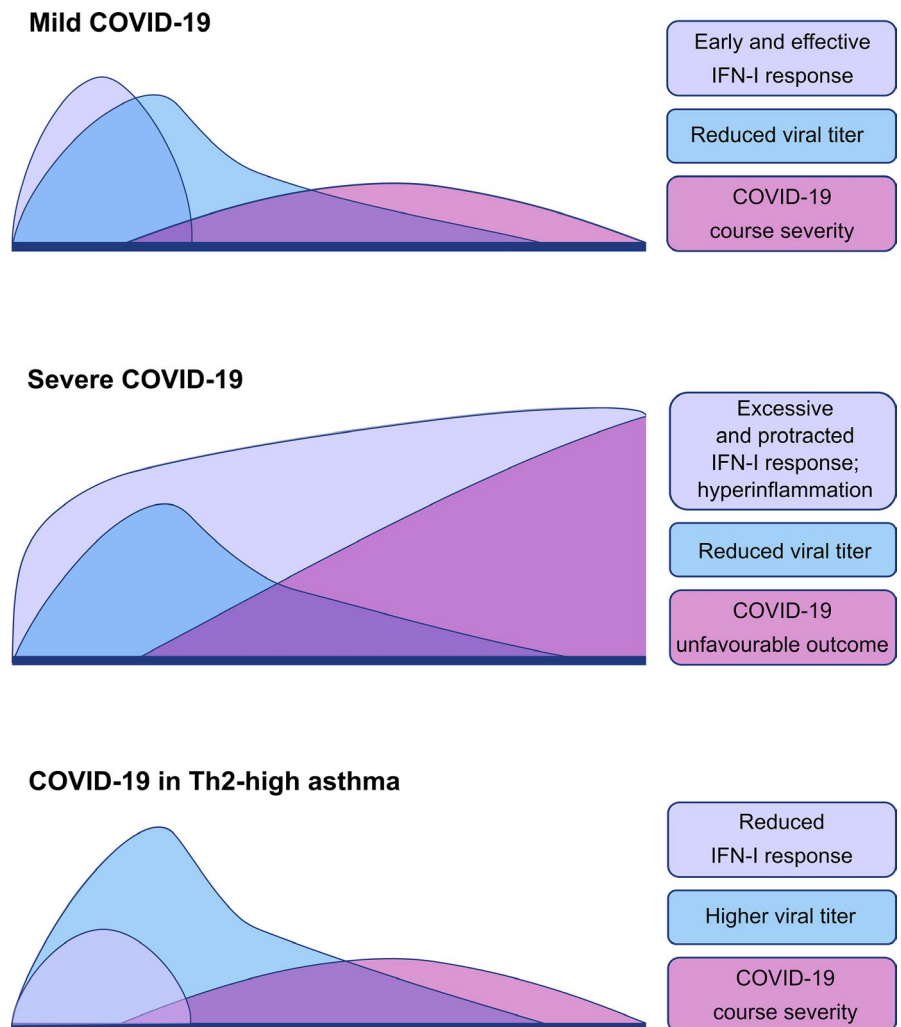 Mild COVID-19
Early and effective
IFN-I response
Reduced viral titer
COVID-19
course severity
Severe COVID-19
Excessive
and protracted
IFN-I response;
hyperinflammation
Reduced viral titer
COVID-19
unfavourable outcome
COVID-19 in Th2-high asthma
Reduced
IFN-I response
Higher viral titer
COVID-19
course severity